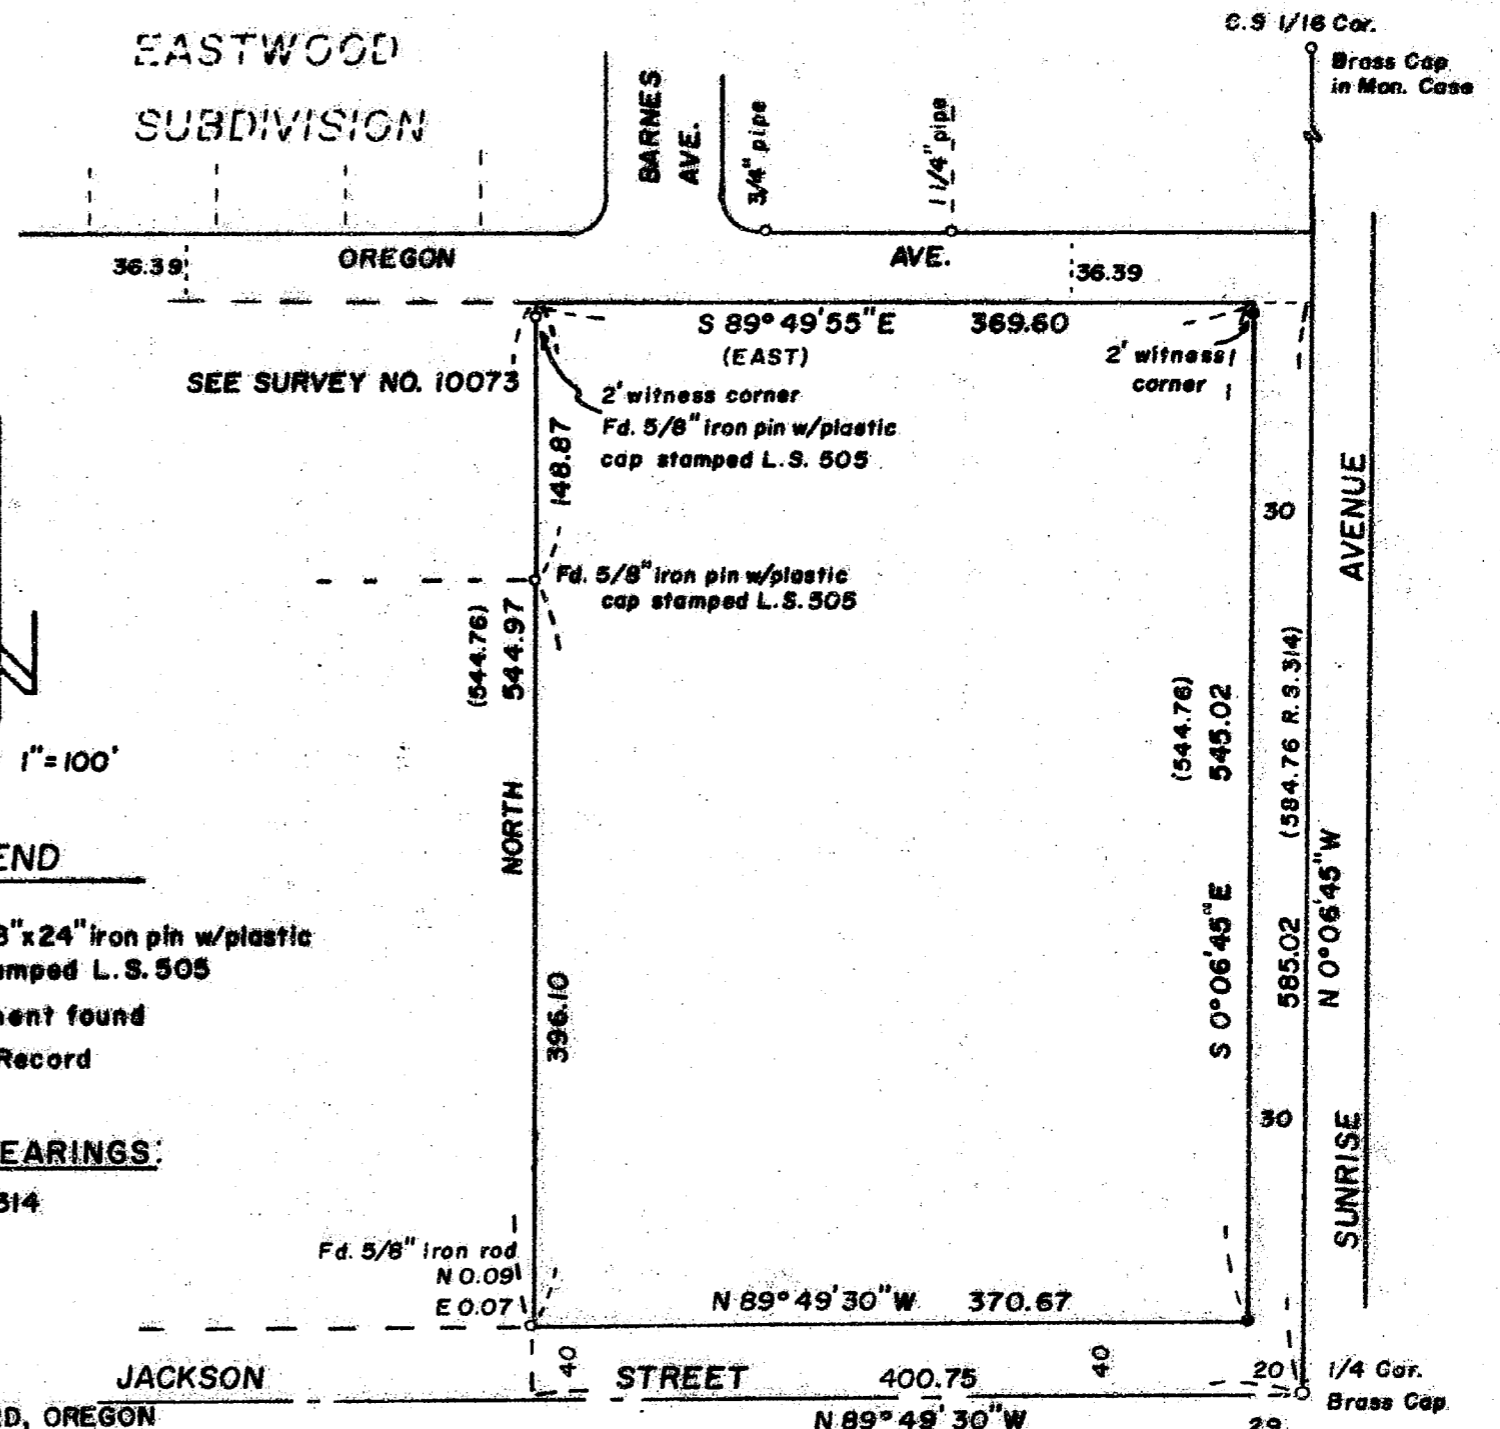 EASTWOOD
SUBDIVISION
BARNES
AVE.
3/4" pipe
1 1/4" pipe
C.S 1/16 Cor.
Brass Cap
in Mon. Case
36.39
OREGON
AVE.
36.39
S 89° 49' 55" E 369.60
(EAST)
2' witness
corner
SEE SURVEY NO. 10073
2' witness corner
Fd. 5/8" iron pin w/plastic
cap stamped L.S. 505
148.87
30
AVENUE
Fd. 5/8" iron pin w/plastic
cap stamped L.S. 505
(544.76)
544.97
NORTH
396.10
(544.76)
545.02
S 0° 06' 45" E
(584.76 R.S. 314)
585.02
N 0° 06' 45" W
30
SUNRISE
1" = 100'
END
8" x 24" iron pin w/plastic
amped L.S. 505
ent found
Record
EARINGS:
314
Fd. 5/8" iron rod
N 0.09
E 0.07
N 89° 49' 30" W 370.67
40
40
JACKSON
STREET
400.75
20
1/4 Cor.
Brass Cap
RD, OREGON
N 89° 49' 30" W
29